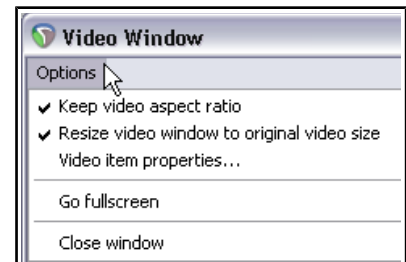 Video Window
Options
Keep video aspect ratio
Resize video window to original video size
Video item properties...
Go fullscreen
Close window